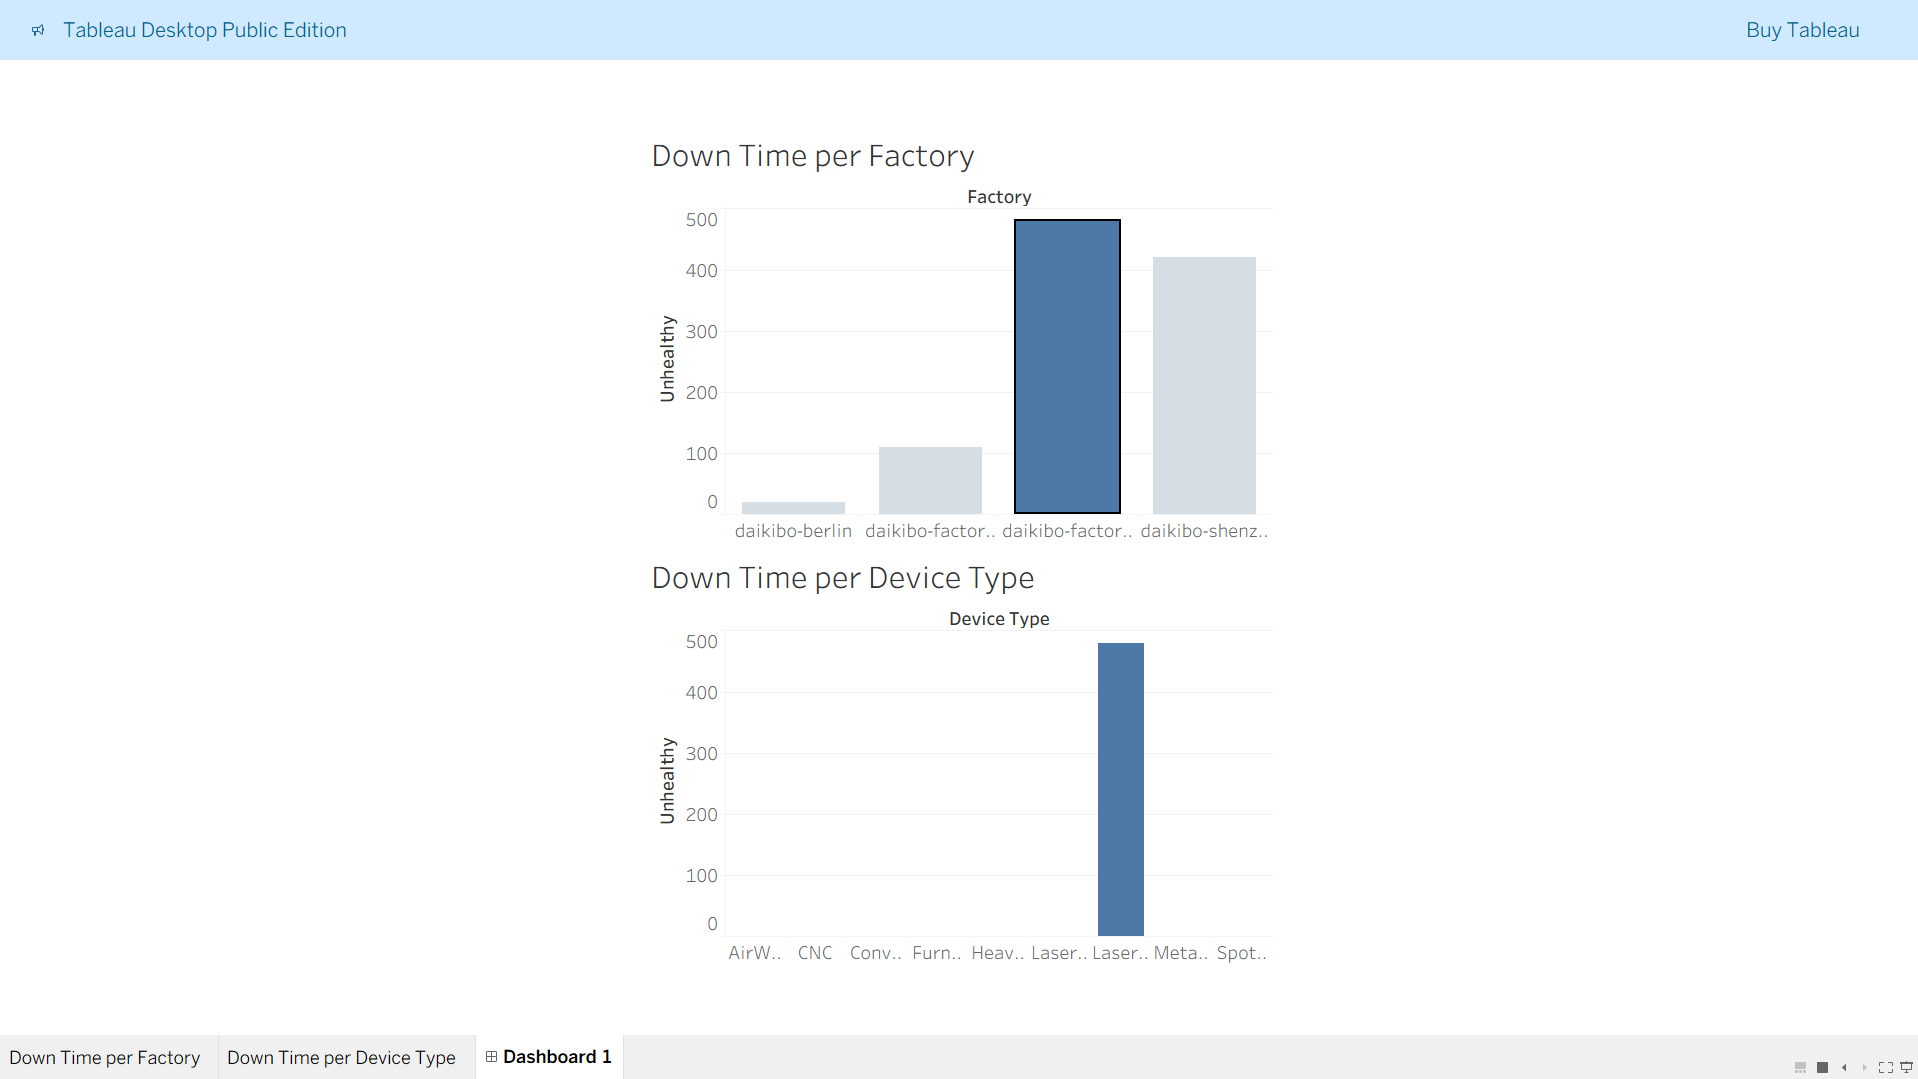 Tableau Desktop Public Edition
Buy Tableau
Down Time per Factory
Factory
500
400
300
200
100
0
Unhealthy
daikibo-berlin daikibo-factor.. daikibo-factor.. daikibo-shenz..
Down Time per Device Type
Device Type
500
400
300
200
100
0
Unhealthy
AirW.. CNC Conv.. Furn.. Heav.. Laser.. Laser.. Meta.. Spot..
Down Time per Factory
Down Time per Device Type
Dashboard 1